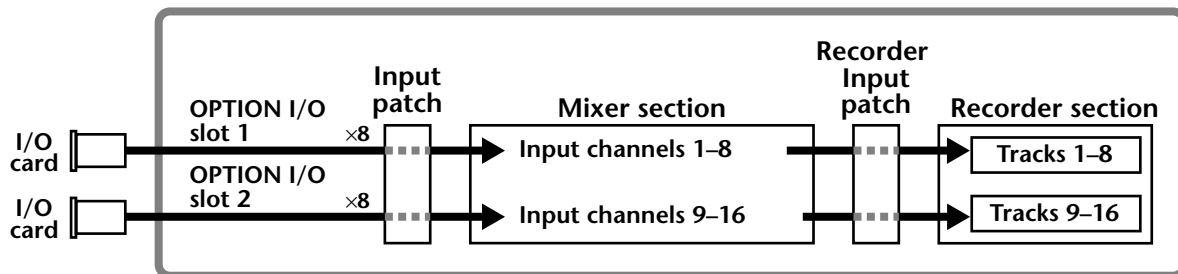 Input
patch
Recorder
Input
patch
Mixer section
Recorder section
I/O
card
OPTION I/O
slot 1
×8
Input channels 1–8
Tracks 1–8
I/O
card
OPTION I/O
slot 2
×8
Input channels 9–16
Tracks 9–16